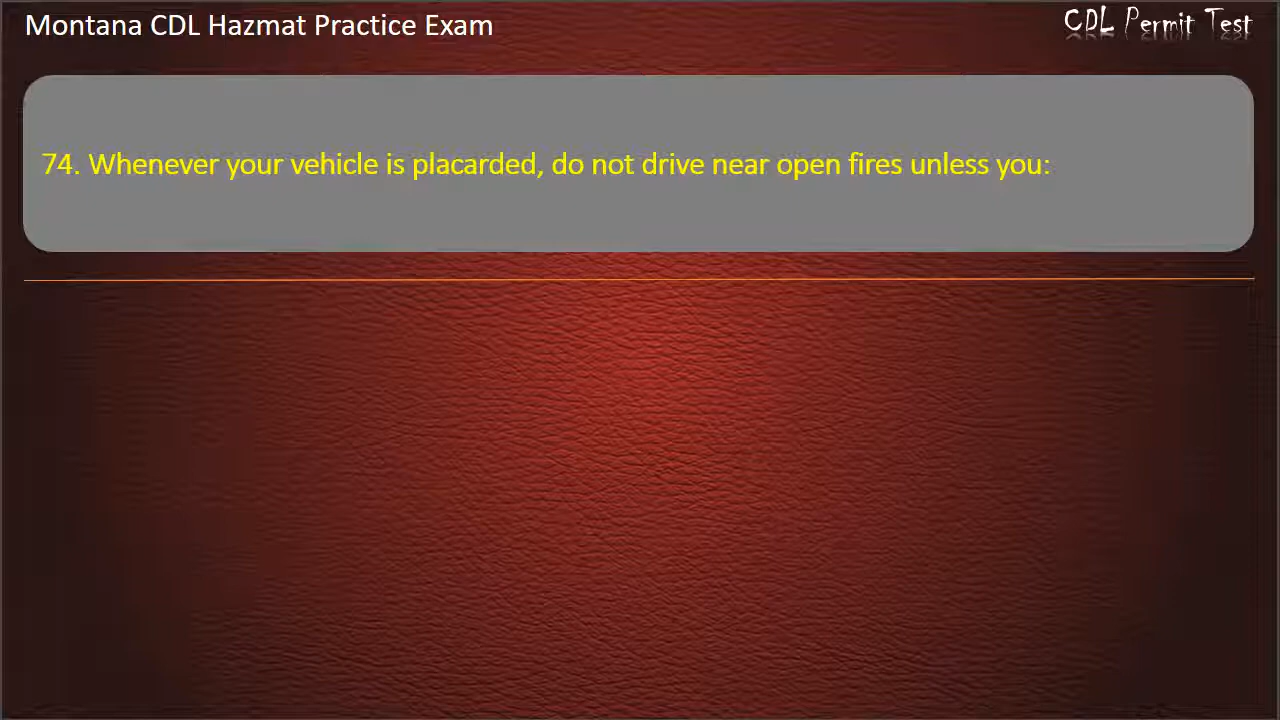 Montana CDL Hazmat Practice Exam
CDL Permit Test
74. Whenever your vehicle is placarded, do not drive near open fires unless you: